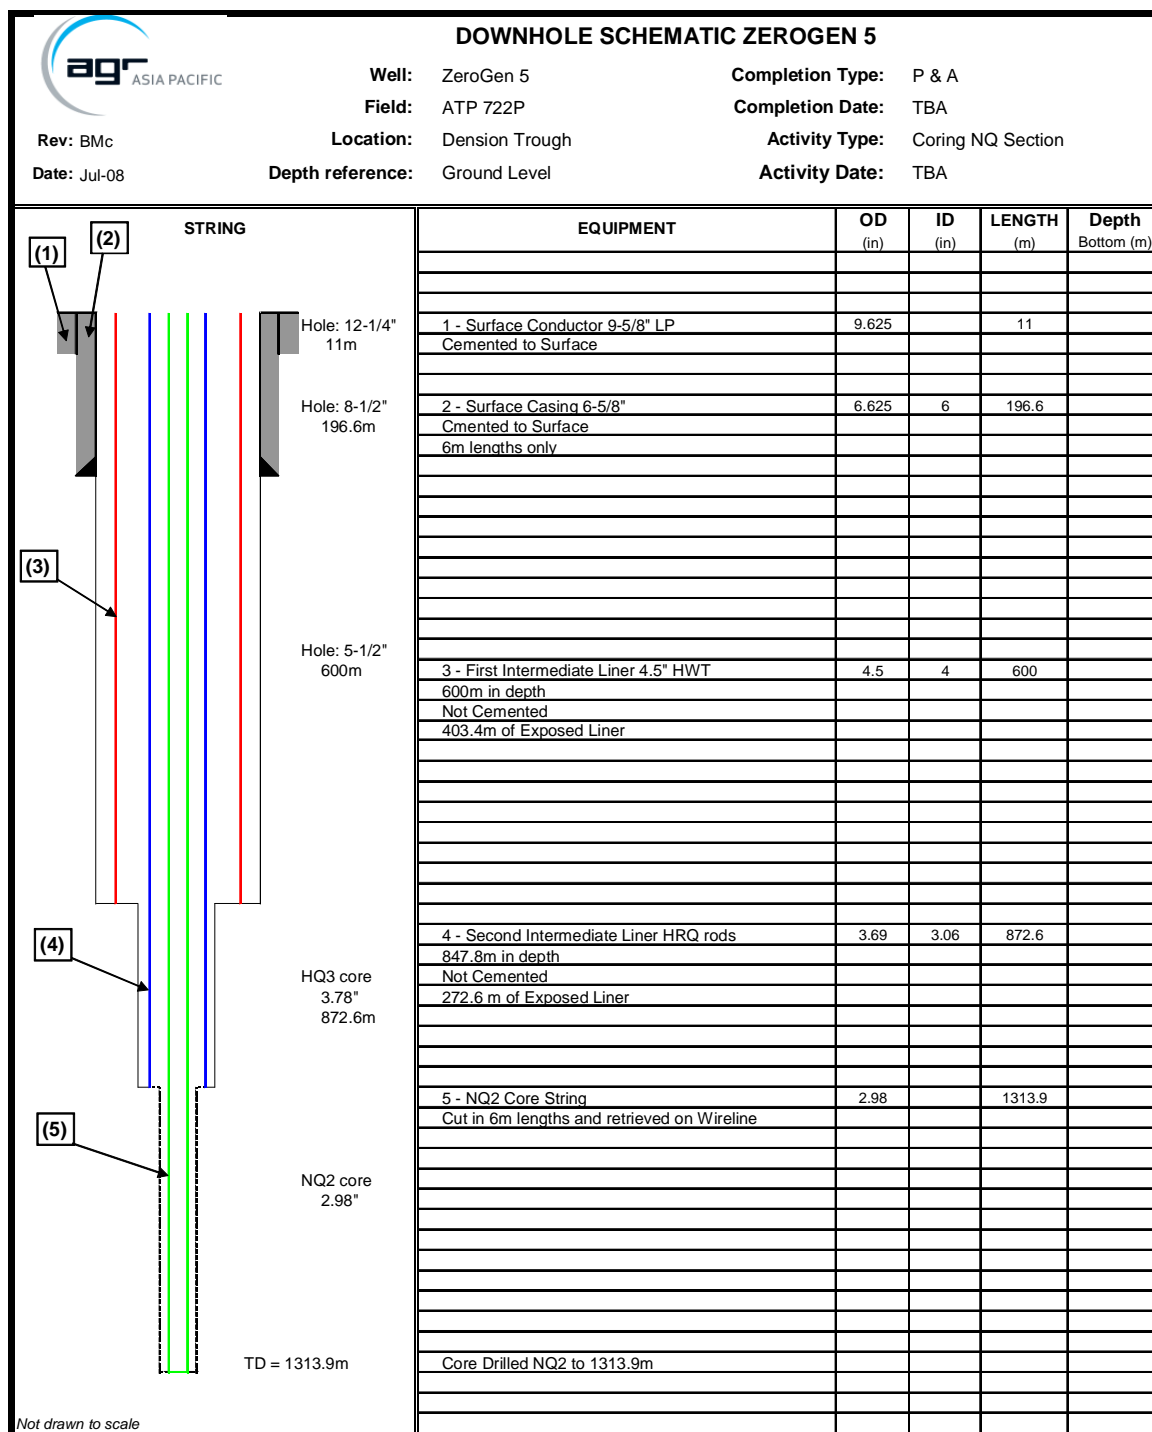 DOWNHOLE SCHEMATIC ZEROGEN 5
agr ASIA PACIFIC
Well: ZeroGen 5 Completion Type: P & A
Field: ATP 722P Completion Date: TBA
Rev: BMc Location: Dension Trough Activity Type: Coring NQ Section
Date: Jul-08 Depth reference: Ground Level Activity Date: TBA
STRING EQUIPMENT OD ID LENGTH Depth
(in) (in) (m) Bottom (m)
(1) (2)
Hole: 12-1/4" 1 - Surface Conductor 9-5/8" LP 9.625 11
11m Cemented to Surface
Hole: 8-1/2" 2 - Surface Casing 6-5/8" 6.625 6 196.6
196.6m Cmented to Surface
6m lengths only
(3)
Hole: 5-1/2"
600m 3 - First Intermediate Liner 4.5" HWT 4.5 4 600
600m in depth
Not Cemented
403.4m of Exposed Liner
(4) 4 - Second Intermediate Liner HRQ rods 3.69 3.06 872.6
847.8m in depth
HQ3 core Not Cemented
3.78" 272.6 m of Exposed Liner
872.6m
5 - NQ2 Core String 2.98 1313.9
(5) Cut in 6m lengths and retrieved on Wireline
NQ2 core
2.98"
TD = 1313.9m Core Drilled NQ2 to 1313.9m
Not drawn to scale